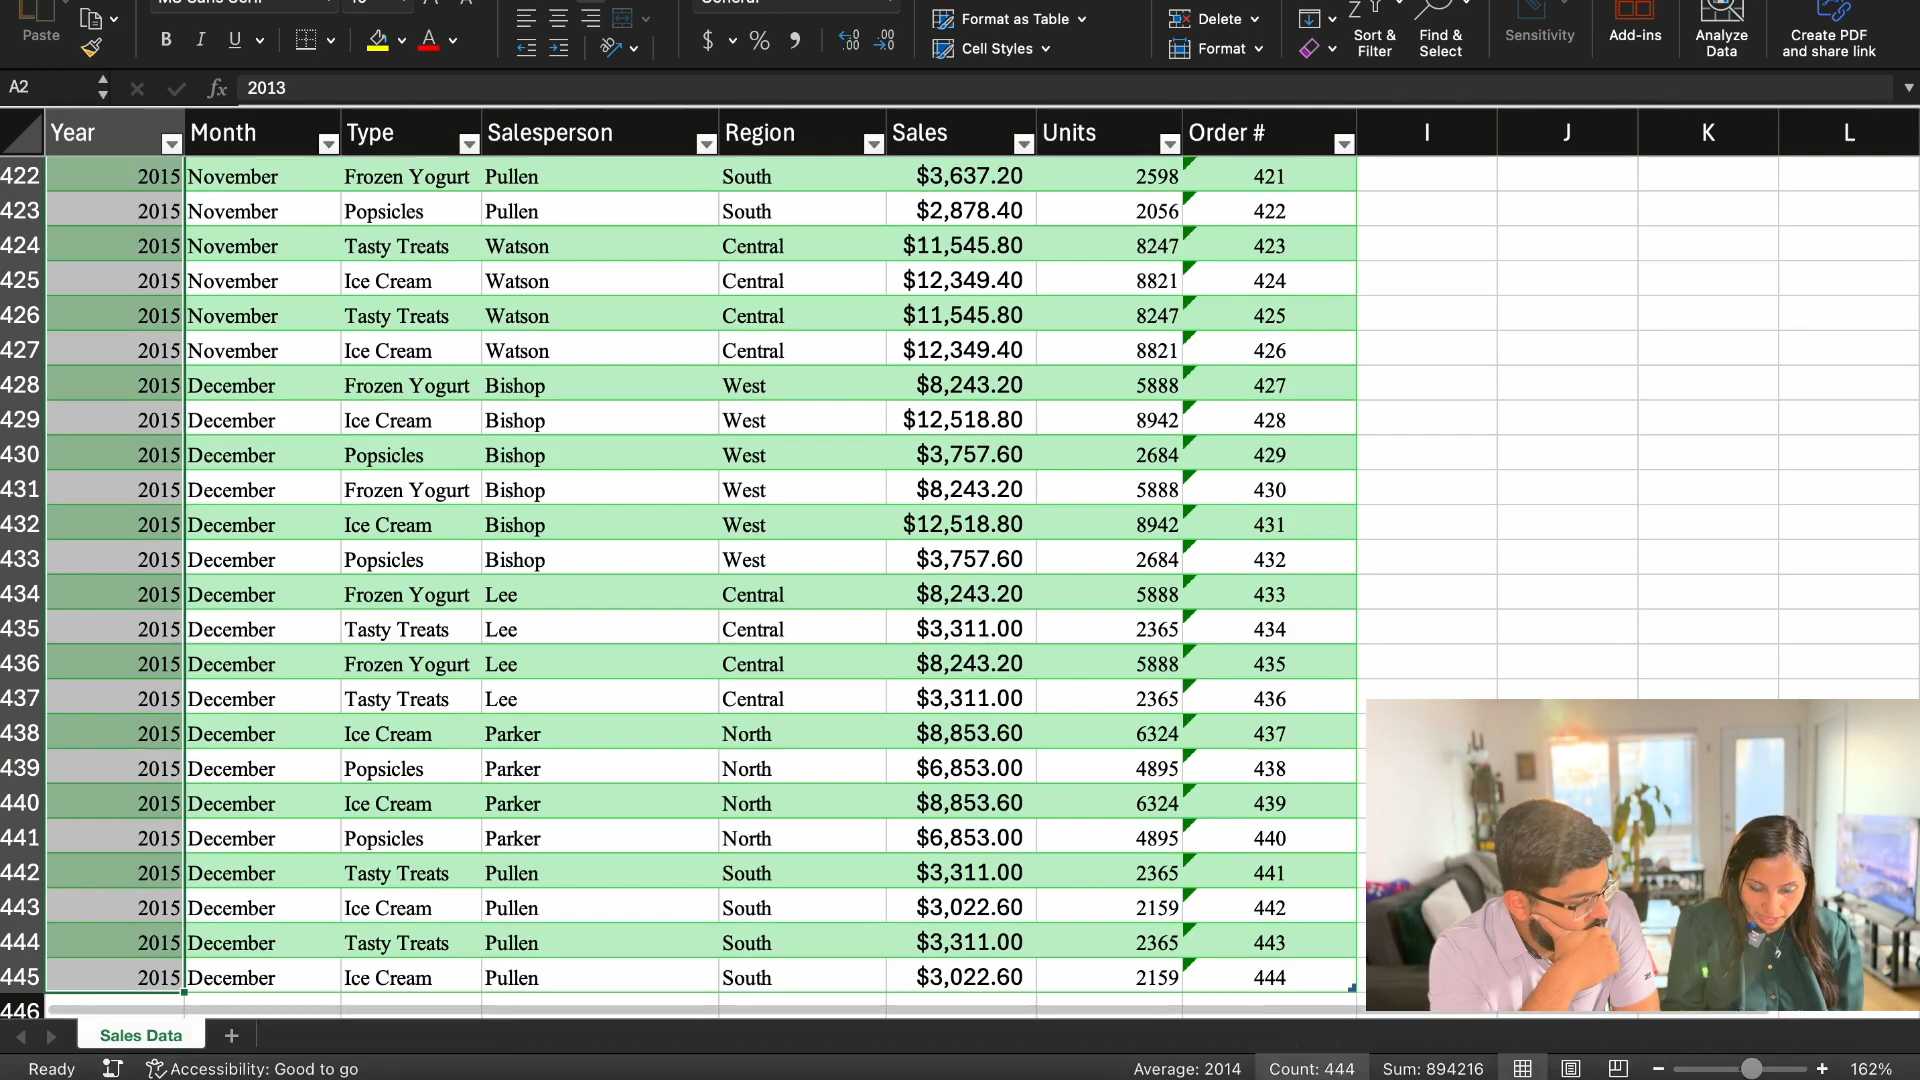 Paste
B I U
General
$ % 9
Format as Table
Cell Styles
Delete
Format
Sort &
Filter
Find &
Select
Sensitivity
Add-ins
Analyze
Data
Create PDF
and share link
A2 fx 2013
Year Month Type Salesperson Region Sales Units Order # I J K L
422 2015 November Frozen Yogurt Pullen South $3,637.20 2598 421
423 2015 November Popsicles Pullen South $2,878.40 2056 422
424 2015 November Tasty Treats Watson Central $11,545.80 8247 423
425 2015 November Ice Cream Watson Central $12,349.40 8821 424
426 2015 November Tasty Treats Watson Central $11,545.80 8247 425
427 2015 November Ice Cream Watson Central $12,349.40 8821 426
428 2015 December Frozen Yogurt Bishop West $8,243.20 5888 427
429 2015 December Ice Cream Bishop West $12,518.80 8942 428
430 2015 December Popsicles Bishop West $3,757.60 2684 429
431 2015 December Frozen Yogurt Bishop West $8,243.20 5888 430
432 2015 December Ice Cream Bishop West $12,518.80 8942 431
433 2015 December Popsicles Bishop West $3,757.60 2684 432
434 2015 December Frozen Yogurt Lee Central $8,243.20 5888 433
435 2015 December Tasty Treats Lee Central $3,311.00 2365 434
436 2015 December Frozen Yogurt Lee Central $8,243.20 5888 435
437 2015 December Tasty Treats Lee Central $3,311.00 2365 436
438 2015 December Ice Cream Parker North $8,853.60 6324 437
439 2015 December Popsicles Parker North $6,853.00 4895 438
440 2015 December Ice Cream Parker North $8,853.60 6324 439
441 2015 December Popsicles Parker North $6,853.00 4895 440
442 2015 December Tasty Treats Pullen South $3,311.00 2365 441
443 2015 December Ice Cream Pullen South $3,022.60 2159 442
444 2015 December Tasty Treats Pullen South $3,311.00 2365 443
445 2015 December Ice Cream Pullen South $3,022.60 2159 444
446
Sales Data +
Ready Accessibility: Good to go Average: 2014 Count: 444 Sum: 894216 − + 162%